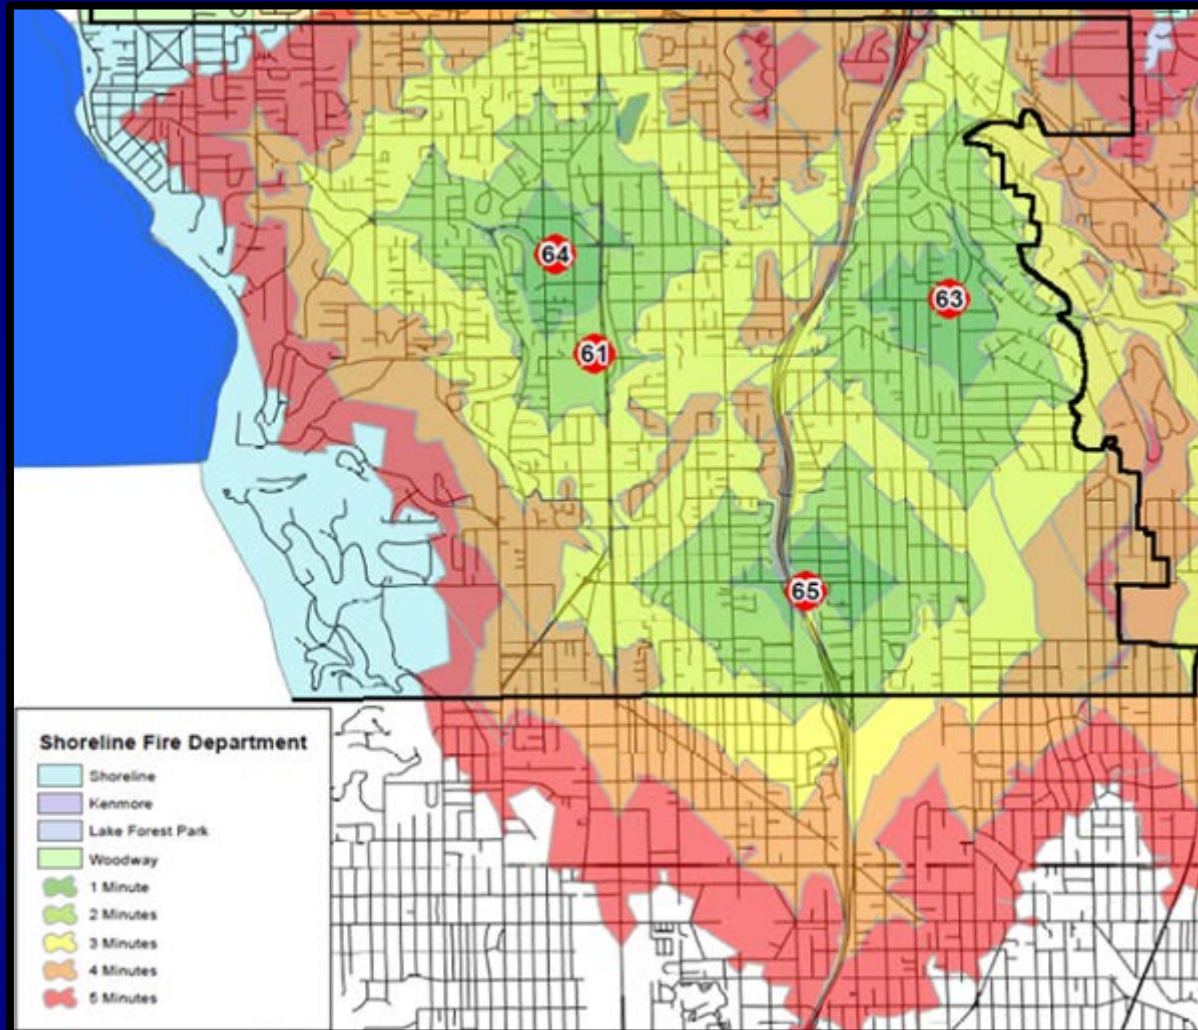 64
63
61
65
Shoreline Fire Department
Shoreline
Kenmore
Lake Forest Park
Woodway
1 Minute
2 Minutes
3 Minutes
4 Minutes
5 Minutes